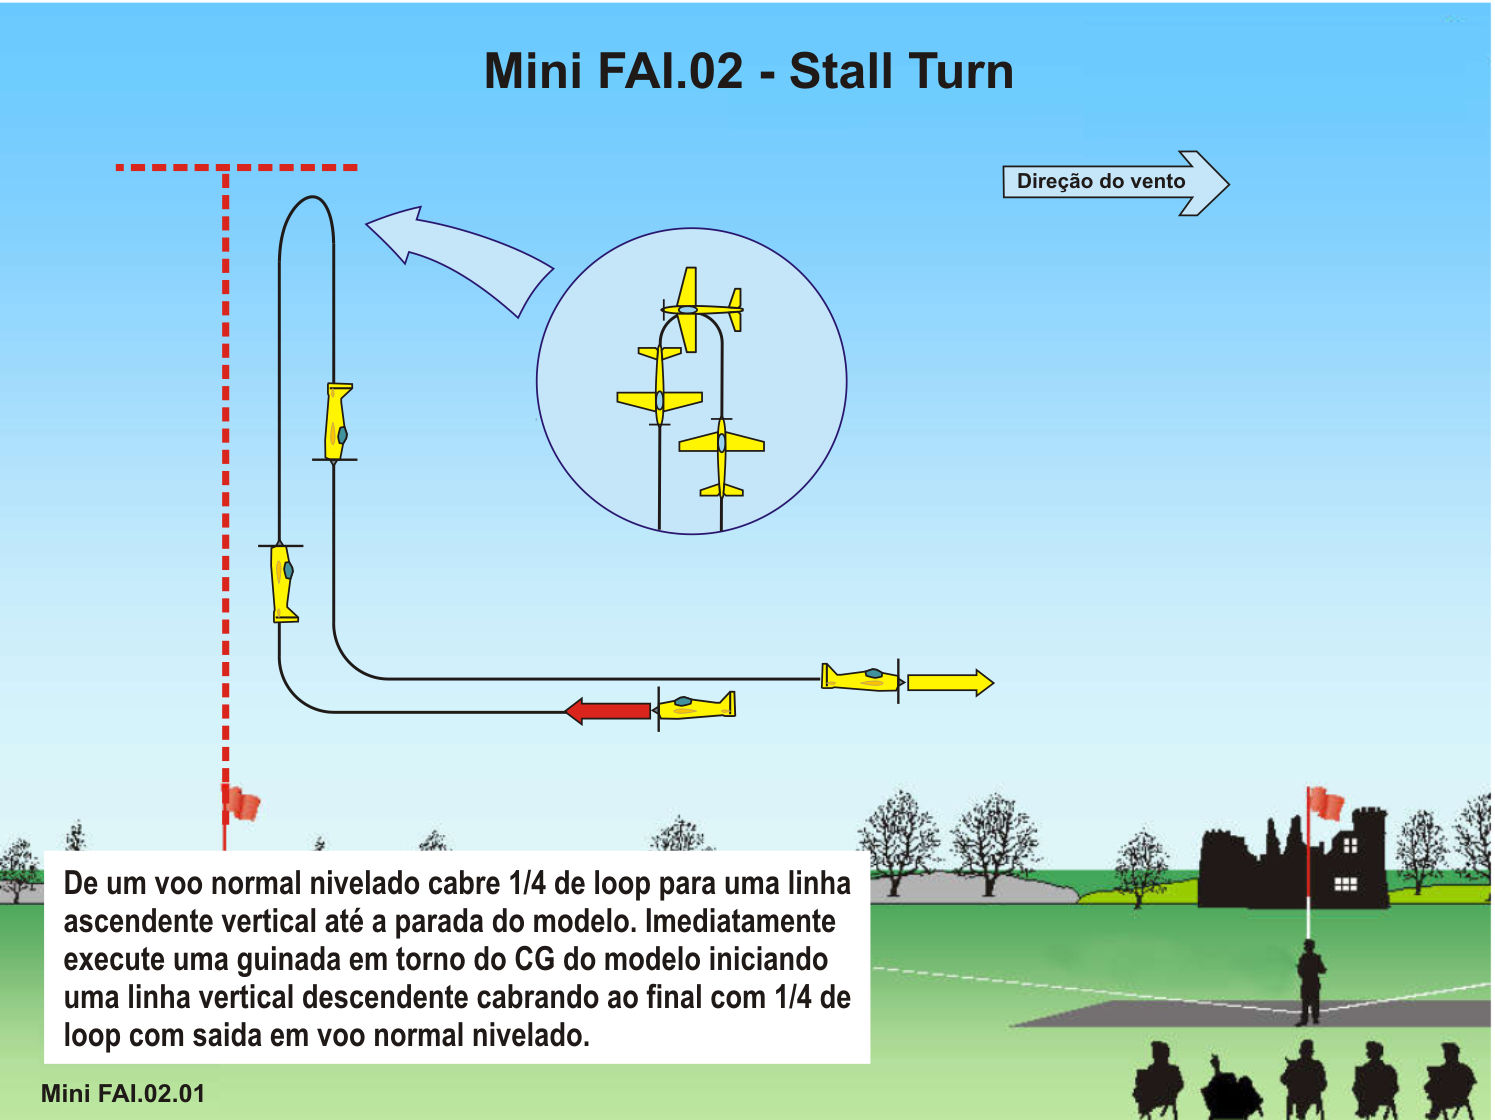 Mini FAI.02 - Stall Turn
Direção do vento
De um voo normal nivelado cabre 1/4 de loop para uma linha
ascendente vertical até a parada do modelo. Imediatamente
execute uma guinada em torno do CG do modelo iniciando
uma linha vertical descendente cabrando ao final com 1/4 de
loop com saida em voo normal nivelado.
Mini FAI.02.01